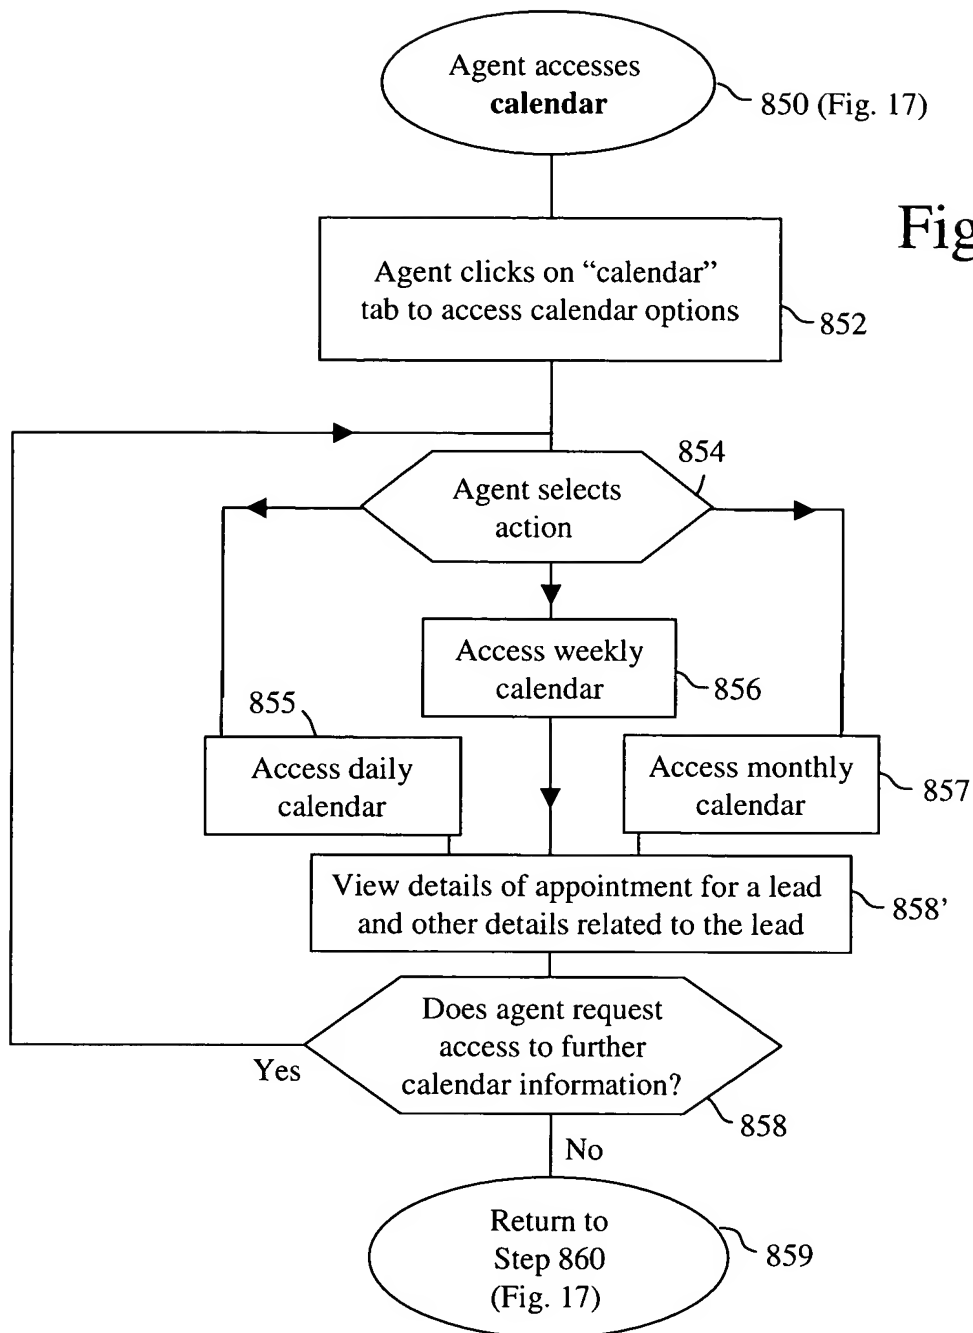 Agent accesses
calendar
850 (Fig. 17)
Fig
Agent clicks on “calendar”
tab to access calendar options
852
854
Agent selects
action
Access weekly
calendar
856
855
Access daily
calendar
Access monthly
calendar
857
View details of appointment for a lead
and other details related to the lead
858’
Does agent request
access to further
calendar information?
Yes
858
No
Return to
Step 860
(Fig. 17)
859